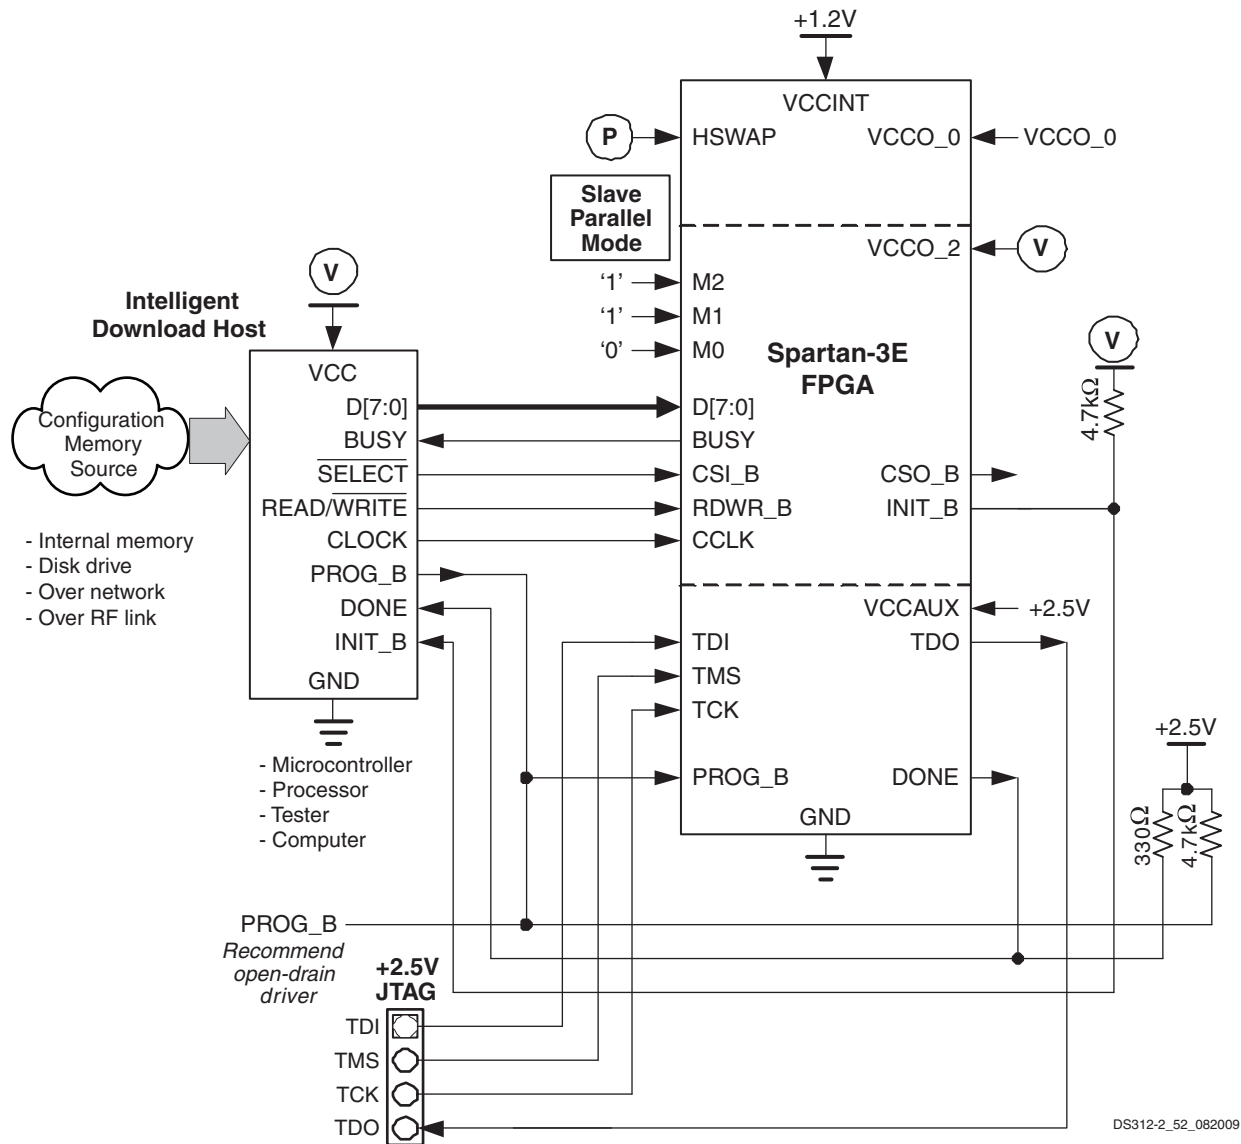 +1.2V
VCCINT
P
HSWAP
VCCO_0
VCCO_0
Slave
Parallel
Mode
VCCO_2
V
V
‘1’
M2
Intelligent
Download Host
‘1’
M1
‘0’
M0
Spartan-3E
FPGA
V
4.7kΩ
VCC
D[7:0]
D[7:0]
Configuration
Memory
Source
BUSY
BUSY
SELECT
CSI_B
CSO_B
READ/WRITE
RDWR_B
INIT_B
CLOCK
CCLK
- Internal memory
- Disk drive
- Over network
- Over RF link
PROG_B
DONE
VCCAUX
+2.5V
INIT_B
TDI
TDO
GND
TMS
TCK
- Microcontroller
- Processor
- Tester
- Computer
PROG_B
DONE
GND
+2.5V
330Ω
4.7kΩ
PROG_B
Recommend
open-drain
driver
+2.5V
JTAG
TDI
TMS
TCK
TDO
DS312-2_52_082009